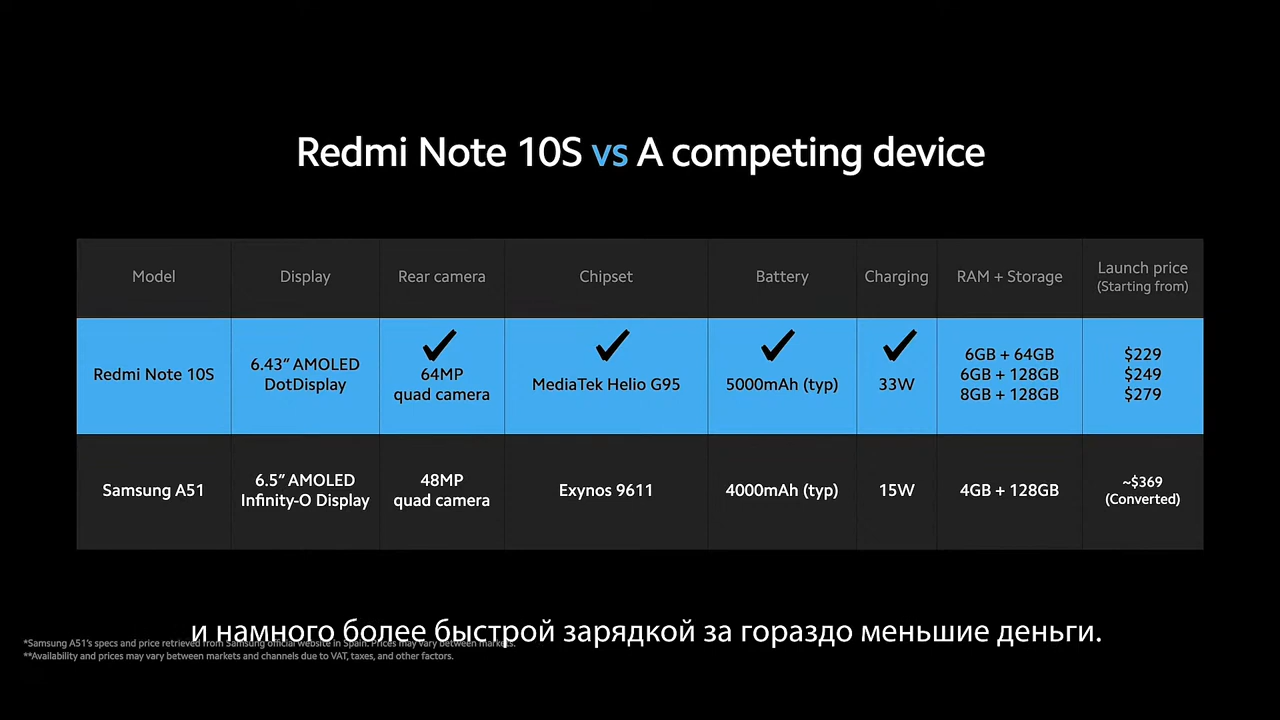 Redmi Note 10S vs A competing device
Model Display Rear camera Chipset Battery Charging RAM + Storage Launch price (Starting from)
Redmi Note 10S
6.43” AMOLED
DotDisplay
✓
64MP
quad camera
✓
MediaTek Helio G95
✓
5000mAh (typ)
✓
33W
6GB + 64GB
6GB + 128GB
8GB + 128GB
$229
$249
$279
Samsung A51
6.5” AMOLED
Infinity-O Display
48MP
quad camera
Exynos 9611
4000mAh (typ)
15W
4GB + 128GB
~$369
(Converted)
и намного более быстрой зарядкой за гораздо меньшие деньги.
*Samsung A51's specs and price retrieved from Samsung official website in Spain. Prices may vary between markets.
**Availability and prices may vary between markets and channels due to VAT, taxes, and other factors.